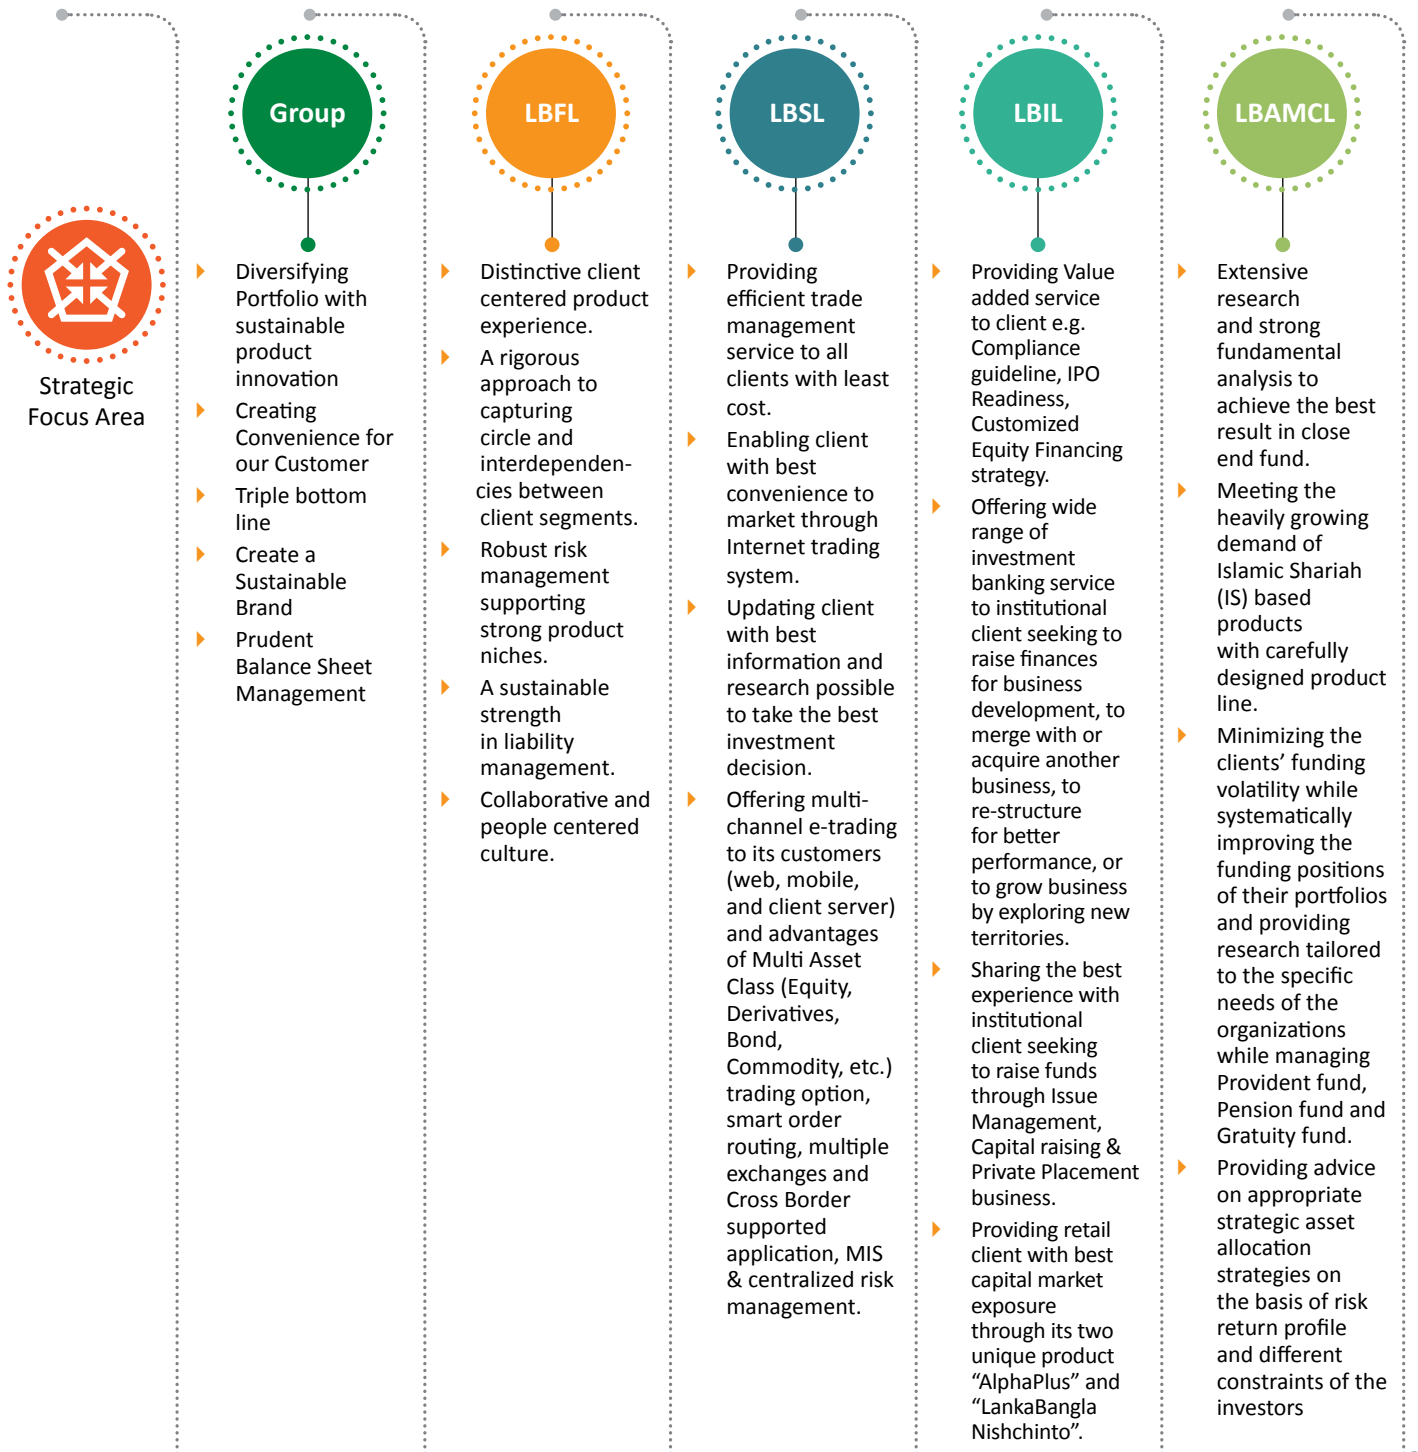 Group
LBFL
LBSL
LBIL
LBAMCL
Strategic
Focus Area
Diversifying
Portfolio with
sustainable
product
innovation
Creating
Convenience for
our Customer
Triple bottom
line
Create a
Sustainable
Brand
Prudent
Balance Sheet
Management
Distinctive client
centered product
experience.
A rigorous
approach to
capturing
circle and
interdependen-
cies between
client segments.
Robust risk
management
supporting
strong product
niches.
A sustainable
strength
in liability
management.
Collaborative and
people centered
culture.
Providing
efficient trade
management
service to all
clients with least
cost.
Enabling client
with best
convenience to
market through
Internet trading
system.
Updating client
with best
information and
research possible
to take the best
investment
decision.
Offering multi-
channel e-trading
to its customers
(web, mobile,
and client server)
and advantages
of Multi Asset
Class (Equity,
Derivatives,
Bond,
Commodity, etc.)
trading option,
smart order
routing, multiple
exchanges and
Cross Border
supported
application, MIS
& centralized risk
management.
Providing Value
added service
to client e.g.
Compliance
guideline, IPO
Readiness,
Customized
Equity Financing
strategy.
Offering wide
range of
investment
banking service
to institutional
client seeking to
raise finances
for business
development, to
merge with or
acquire another
business, to
re-structure
for better
performance, or
to grow business
by exploring new
territories.
Sharing the best
experience with
institutional
client seeking
to raise funds
through Issue
Management,
Capital raising &
Private Placement
business.
Providing retail
client with best
capital market
exposure
through its two
unique product
“AlphaPlus” and
“LankaBangla
Nishchinto”.
Extensive
research
and strong
fundamental
analysis to
achieve the best
result in close
end fund.
Meeting the
heavily growing
demand of
Islamic Shariah
(IS) based
products
with carefully
designed product
line.
Minimizing the
clients’ funding
volatility while
systematically
improving the
funding positions
of their portfolios
and providing
research tailored
to the specific
needs of the
organizations
while managing
Provident fund,
Pension fund and
Gratuity fund.
Providing advice
on appropriate
strategic asset
allocation
strategies on
the basis of risk
return profile
and different
constraints of the
investors